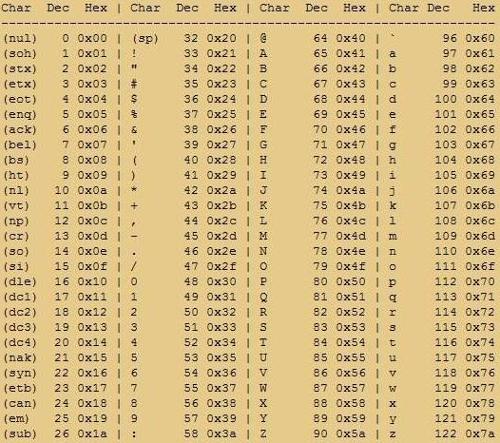 Char  Dec  Hex | Char  Dec  Hex | Char  Dec  Hex | Char Dec  Hex
---------------------------------------------------------------
(nul)   0 0x00 | (sp)   32 0x20 | @      64 0x40 | `     96 0x60
(soh)   1 0x01 | !      33 0x21 | A      65 0x41 | a     97 0x61
(stx)   2 0x02 | "      34 0x22 | B      66 0x42 | b     98 0x62
(etx)   3 0x03 | #      35 0x23 | C      67 0x43 | c     99 0x63
(eot)   4 0x04 | $      36 0x24 | D      68 0x44 | d    100 0x64
(enq)   5 0x05 | %      37 0x25 | E      69 0x45 | e    101 0x65
(ack)   6 0x06 | &      38 0x26 | F      70 0x46 | f    102 0x66
(bel)   7 0x07 | '      39 0x27 | G      71 0x47 | g    103 0x67
(bs)    8 0x08 | (      40 0x28 | H      72 0x48 | h    104 0x68
(ht)    9 0x09 | )      41 0x29 | I      73 0x49 | i    105 0x69
(nl)   10 0x0a | *      42 0x2a | J      74 0x4a | j    106 0x6a
(vt)   11 0x0b | +      43 0x2b | K      75 0x4b | k    107 0x6b
(np)   12 0x0c | ,      44 0x2c | L      76 0x4c | l    108 0x6c
(cr)   13 0x0d | -      45 0x2d | M      77 0x4d | m    109 0x6d
(so)   14 0x0e | .      46 0x2e | N      78 0x4e | n    110 0x6e
(si)   15 0x0f | /      47 0x2f | O      79 0x4f | o    111 0x6f
(dle)  16 0x10 | 0      48 0x30 | P      80 0x50 | p    112 0x70
(dc1)  17 0x11 | 1      49 0x31 | Q      81 0x51 | q    113 0x71
(dc2)  18 0x12 | 2      50 0x32 | R      82 0x52 | r    114 0x72
(dc3)  19 0x13 | 3      51 0x33 | S      83 0x53 | s    115 0x73
(dc4)  20 0x14 | 4      52 0x34 | T      84 0x54 | t    116 0x74
(nak)  21 0x15 | 5      53 0x35 | U      85 0x55 | u    117 0x75
(syn)  22 0x16 | 6      54 0x36 | V      86 0x56 | v    118 0x76
(etb)  23 0x17 | 7      55 0x37 | W      87 0x57 | w    119 0x77
(can)  24 0x18 | 8      56 0x38 | X      88 0x58 | x    120 0x78
(em)   25 0x19 | 9      57 0x39 | Y      89 0x59 | y    121 0x79
(sub)  26 0x1a | :      58 0x3a | Z      90 0x5a | z    122 0x7a